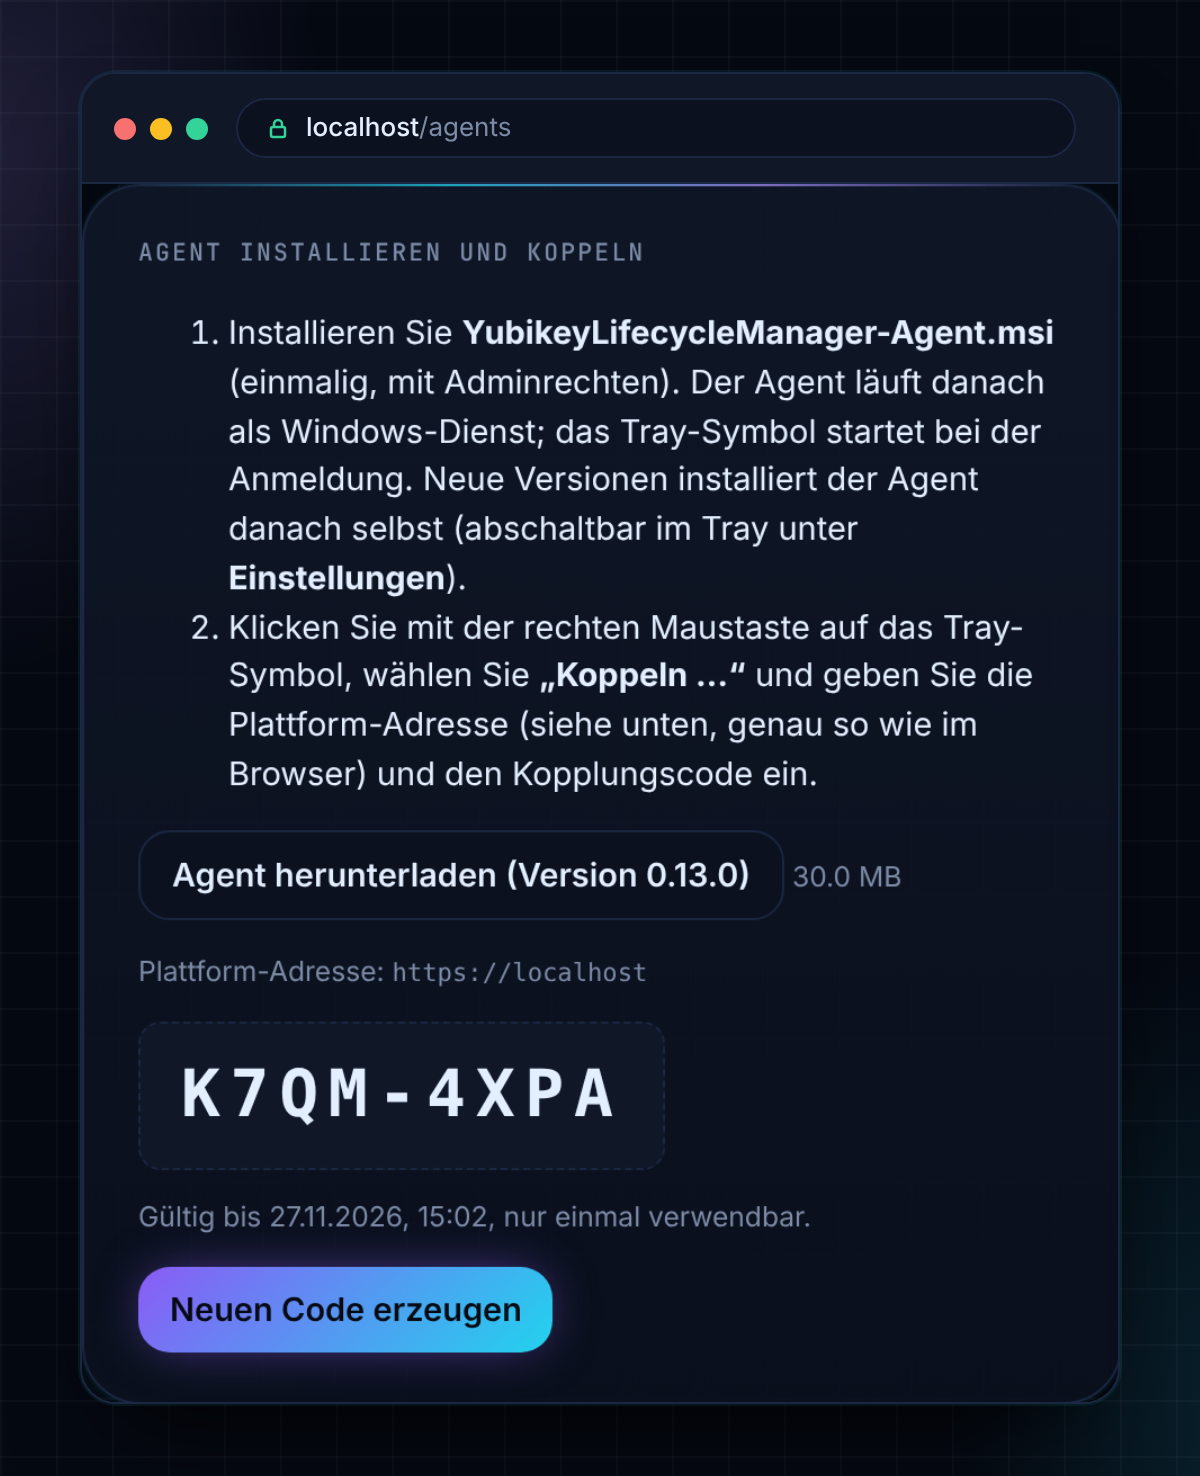 localhost/agents
AGENT INSTALLIEREN UND KOPPELN
1. Installieren Sie YubikeyLifecycleManager-Agent.msi
(einmalig, mit Adminrechten). Der Agent läuft danach
als Windows-Dienst; das Tray-Symbol startet bei der
Anmeldung. Neue Versionen installiert der Agent
danach selbst (abschaltbar im Tray unter
Einstellungen).
2. Klicken Sie mit der rechten Maustaste auf das Tray-
Symbol, wählen Sie „Koppeln …“ und geben Sie die
Plattform-Adresse (siehe unten, genau so wie im
Browser) und den Kopplungscode ein.
Agent herunterladen (Version 0.13.0) 30.0 MB
Plattform-Adresse: https://localhost
K7QM-4XPA
Gültig bis 27.11.2026, 15:02, nur einmal verwendbar.
Neuen Code erzeugen